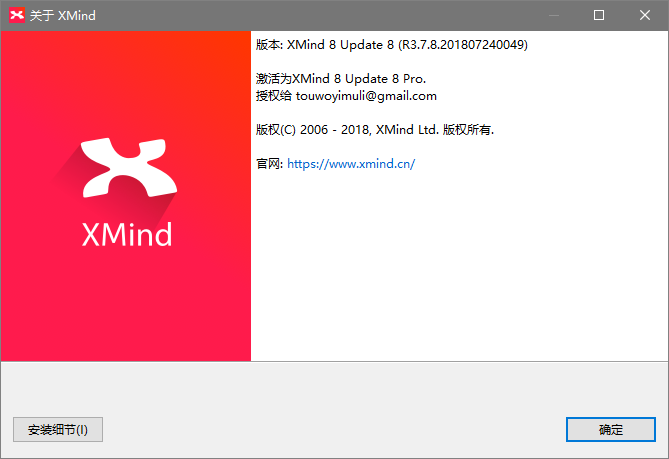 关于 XMind
版本: XMind 8 Update 8 (R3.7.8.201807240049)
激活为XMind 8 Update 8 Pro.
授权给 touwoyimuli@gmail.com
版权(C) 2006 - 2018, XMind Ltd. 版权所有.
官网: https://www.xmind.cn/
XMind
安装细节(I)
确定